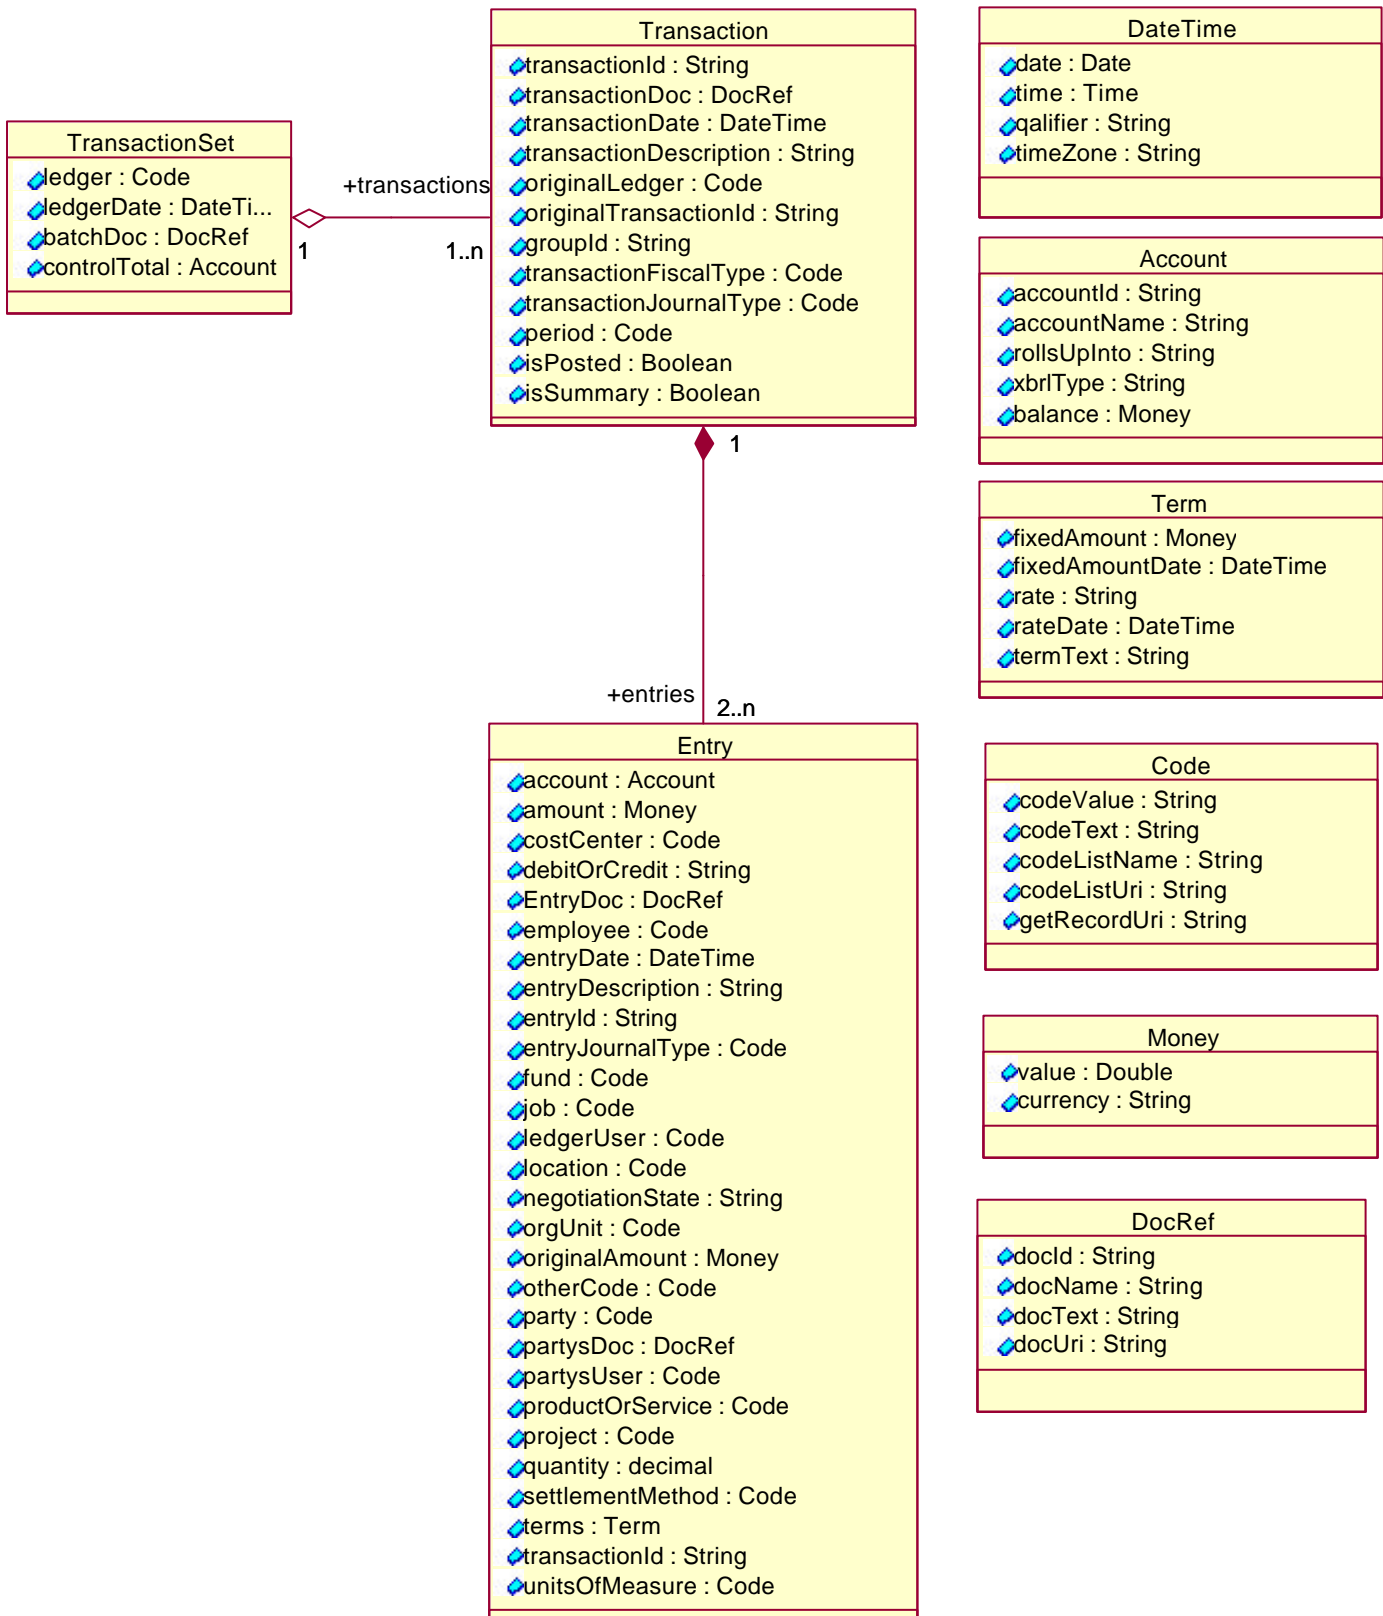 TransactionSet
ledger : Code
ledgerDate : DateTi...
batchDoc : DocRef
controlTotal : Account
+transactions
1
1..n
Transaction
transactionId : String
transactionDoc : DocRef
transactionDate : DateTime
transactionDescription : String
originalLedger : Code
originalTransactionId : String
groupId : String
transactionFiscalType : Code
transactionJournalType : Code
period : Code
isPosted : Boolean
isSummary : Boolean
1
+entries
2..n
Entry
account : Account
amount : Money
costCenter : Code
debitOrCredit : String
EntryDoc : DocRef
employee : Code
entryDate : DateTime
entryDescription : String
entryId : String
entryJournalType : Code
fund : Code
job : Code
ledgerUser : Code
location : Code
negotiationState : String
orgUnit : Code
originalAmount : Money
otherCode : Code
party : Code
partysDoc : DocRef
partysUser : Code
productOrService : Code
project : Code
quantity : decimal
settlementMethod : Code
terms : Term
transactionId : String
unitsOfMeasure : Code
DateTime
date : Date
time : Time
qalifier : String
timeZone : String
Account
accountId : String
accountName : String
rollsUpInto : String
xbrlType : String
balance : Money
Term
fixedAmount : Money
fixedAmountDate : DateTime
rate : String
rateDate : DateTime
termText : String
Code
codeValue : String
codeText : String
codeListName : String
codeListUri : String
getRecordUri : String
Money
value : Double
currency : String
DocRef
docId : String
docName : String
docText : String
docUri : String